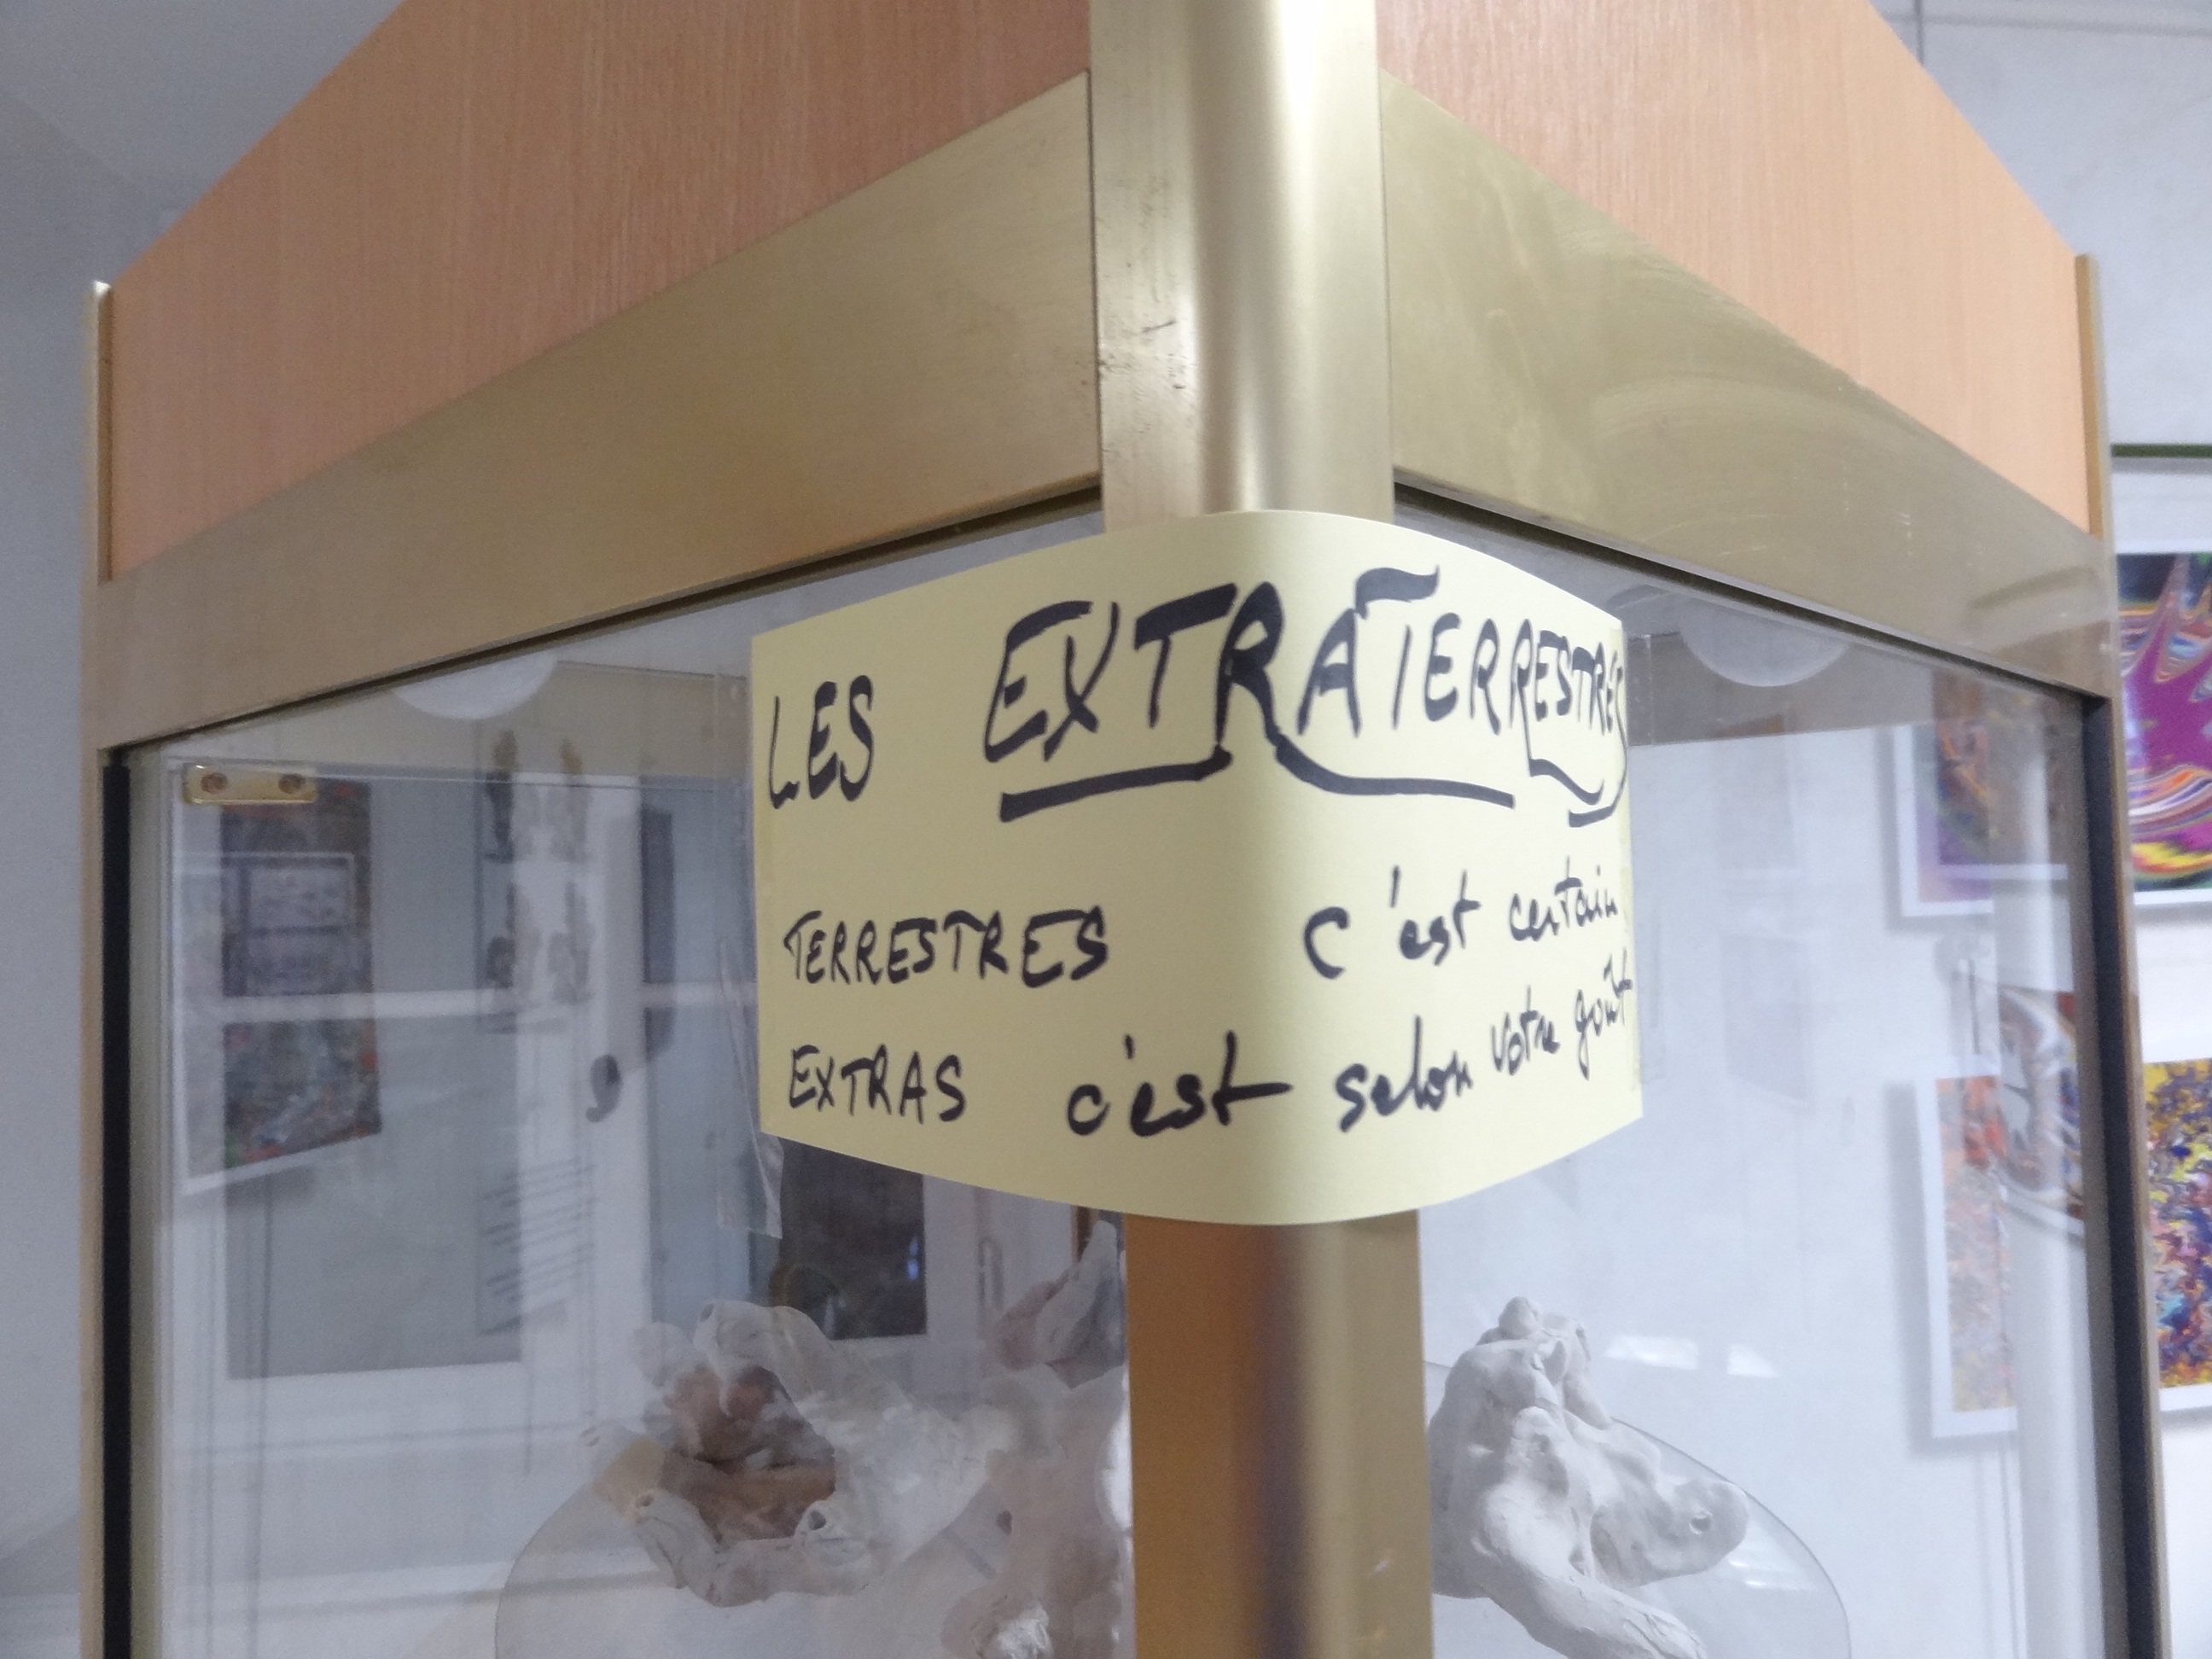 LES EXTRATERRESTRES
TERRESTRES c'est certain
EXTRAS c'est selon votre goût